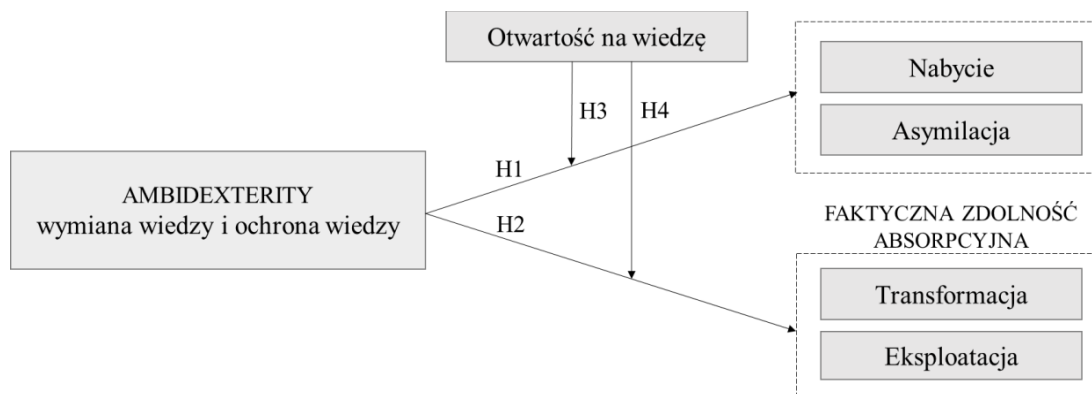 Otwartość na wiedzę
Nabycie
Asymilacja
H3
H4
H1
AMBIDEXTERITY
wymiana wiedzy i ochrona wiedzy
H2
FAKTYCZNA ZDOLNOŚĆ
ABSORPCYJNA
Transformacja
Eksploatacja